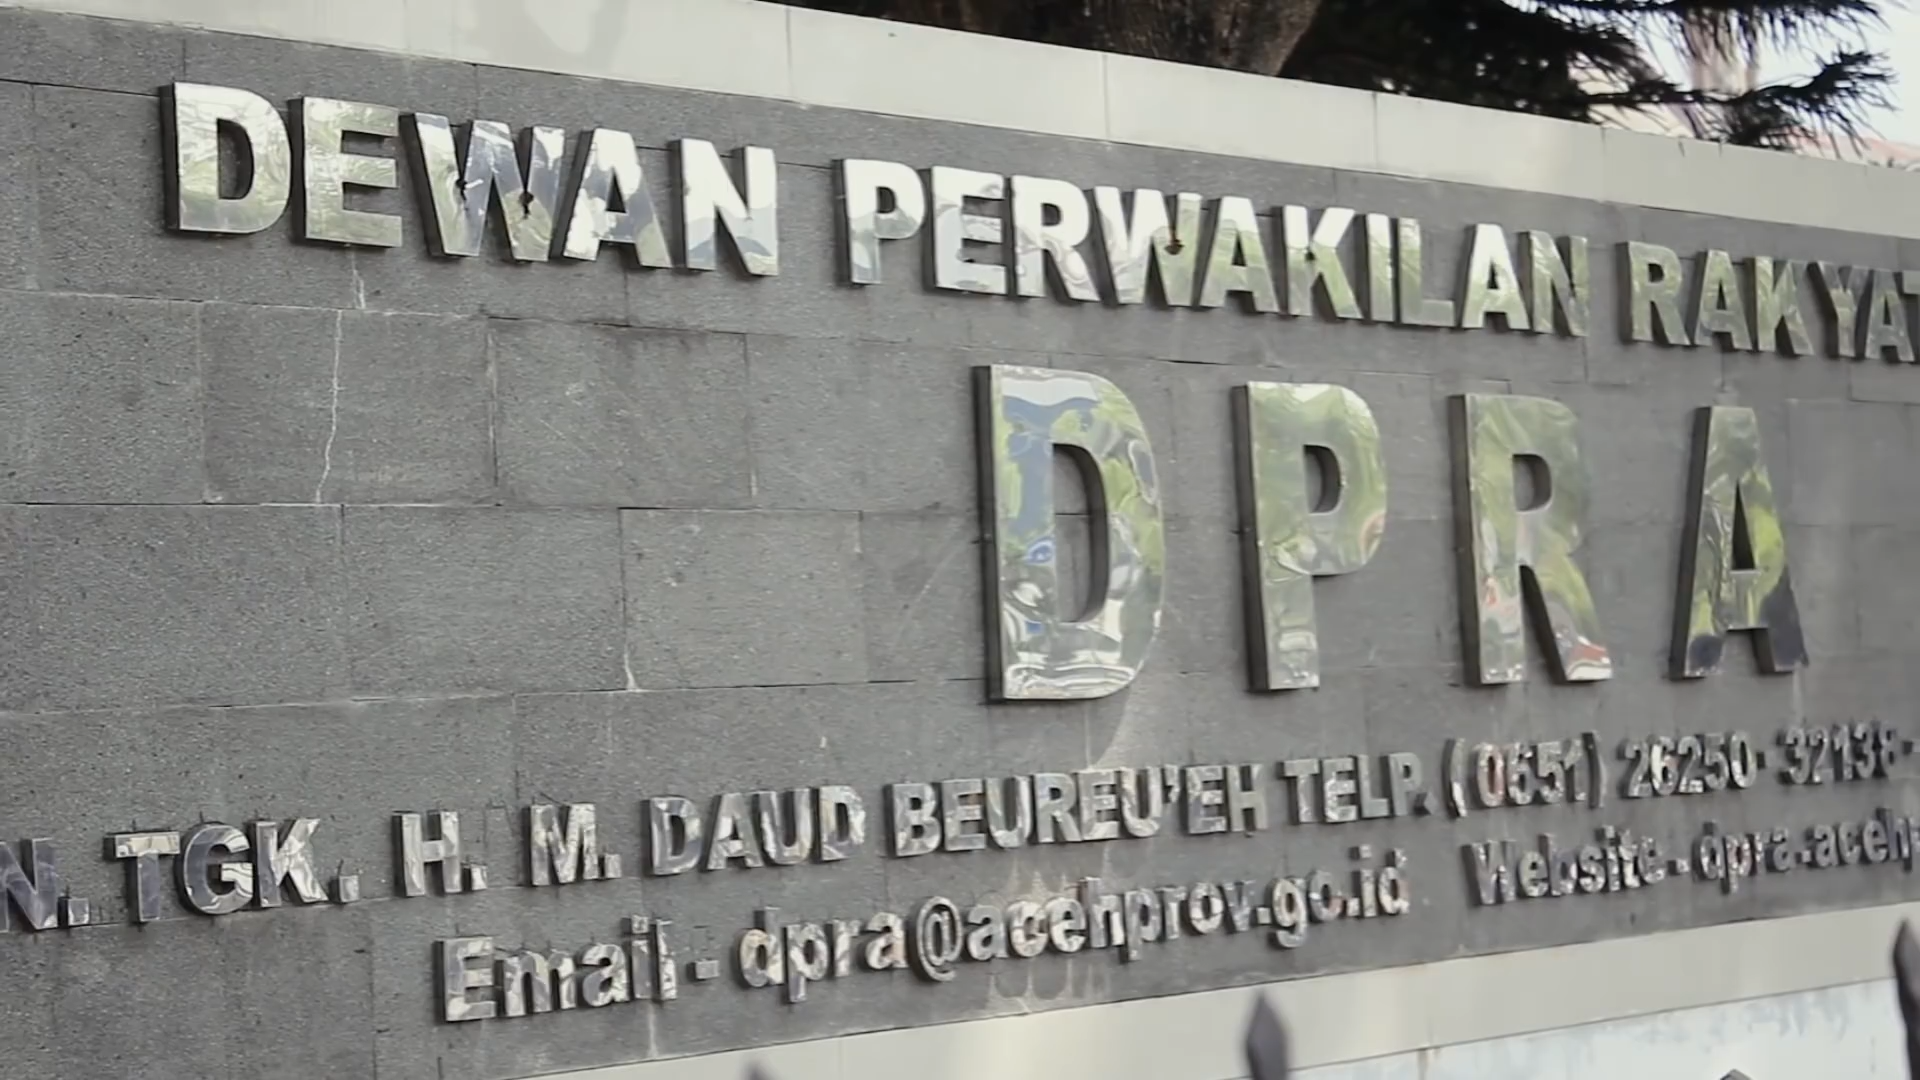 DEWAN PERWAKILAN RAKYAT
DPRA
N. TGK. H. M. DAUD BEUREU'EH TELP. (0651) 26250- 32138-
Email - dpra@acehprov.go.id Website - dpra.acehp